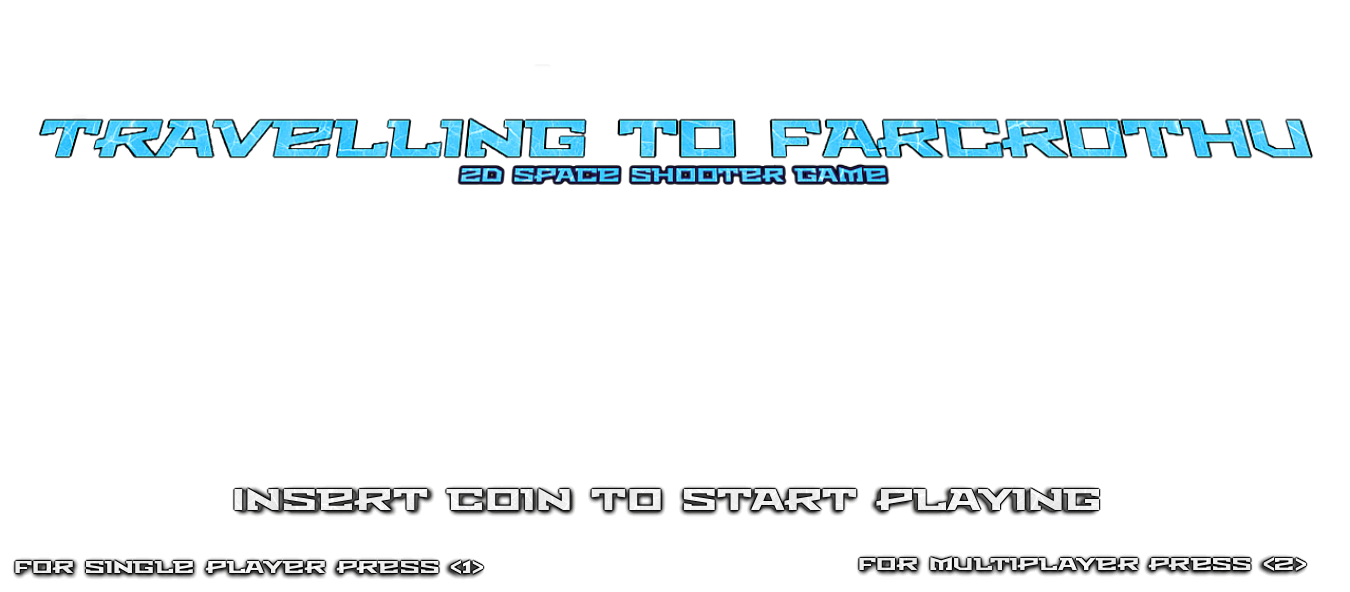 TRAVELLING TO FARCROTHU
2D SPACE SHOOTER GAME
INSERT COIN TO START PLAYING
FOR SINGLE PLAYER PRESS <1>
FOR MULTIPLAYER PRESS <2>